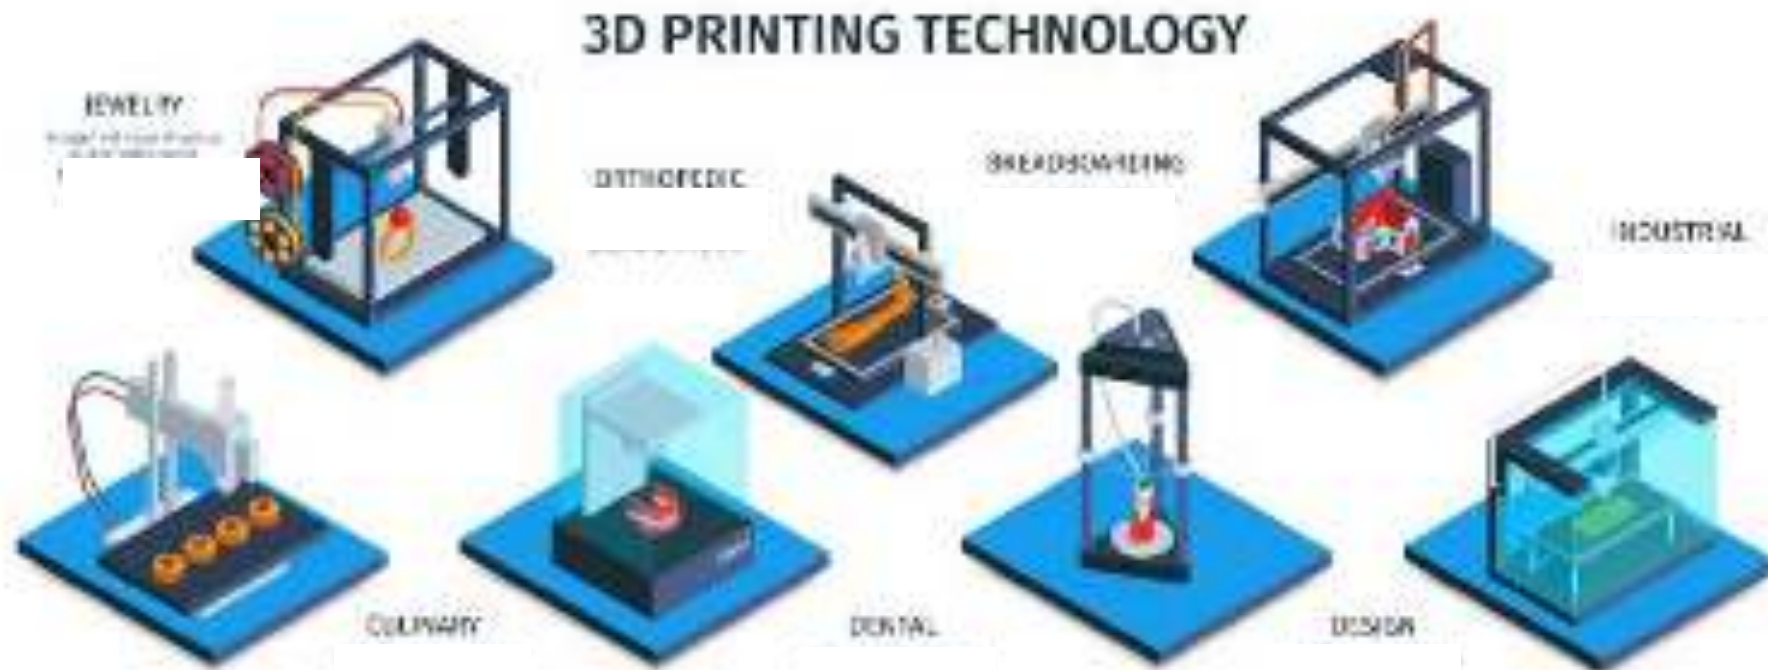 3D PRINTING TECHNOLOGY
JEWELRY
ORTHOPEDIC
BREADBOARDING
INDUSTRIAL
CULINARY
DENTAL
DESIGN